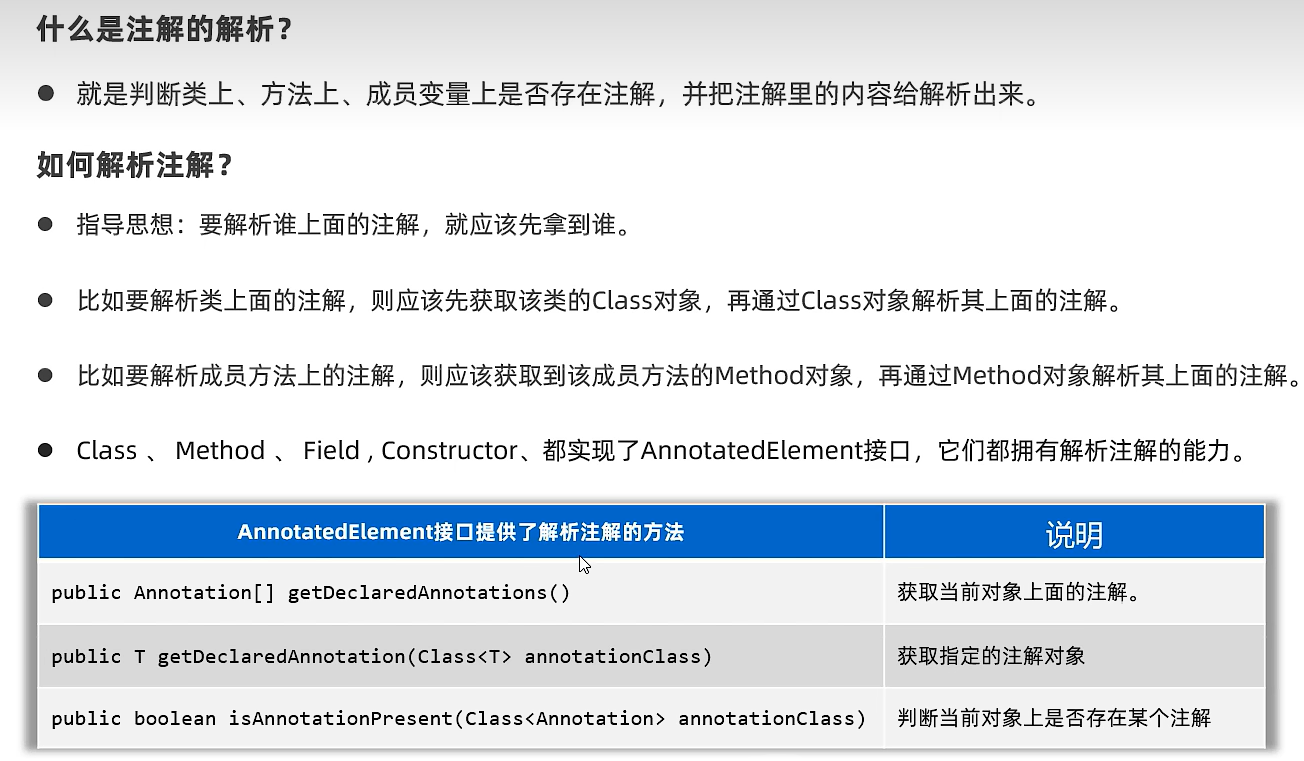 什么是注解的解析？
● 就是判断类上、方法上、成员变量上是否存在注解，并把注解里的内容给解析出来。
如何解析注解？
● 指导思想：要解析谁上面的注解，就应该先拿到谁。
● 比如要解析类上面的注解，则应该先获取该类的Class对象，再通过Class对象解析其上面的注解。
● 比如要解析成员方法上的注解，则应该获取到该成员方法的Method对象，再通过Method对象解析其上面的注解。
● Class 、 Method 、 Field , Constructor、都实现了AnnotatedElement接口，它们都拥有解析注解的能力。
AnnotatedElement接口提供了解析注解的方法 说明
public Annotation[] getDeclaredAnnotations() 获取当前对象上面的注解。
public T getDeclaredAnnotation(Class<T> annotationClass) 获取指定的注解对象
public boolean isAnnotationPresent(Class<Annotation> annotationClass) 判断当前对象上是否存在某个注解